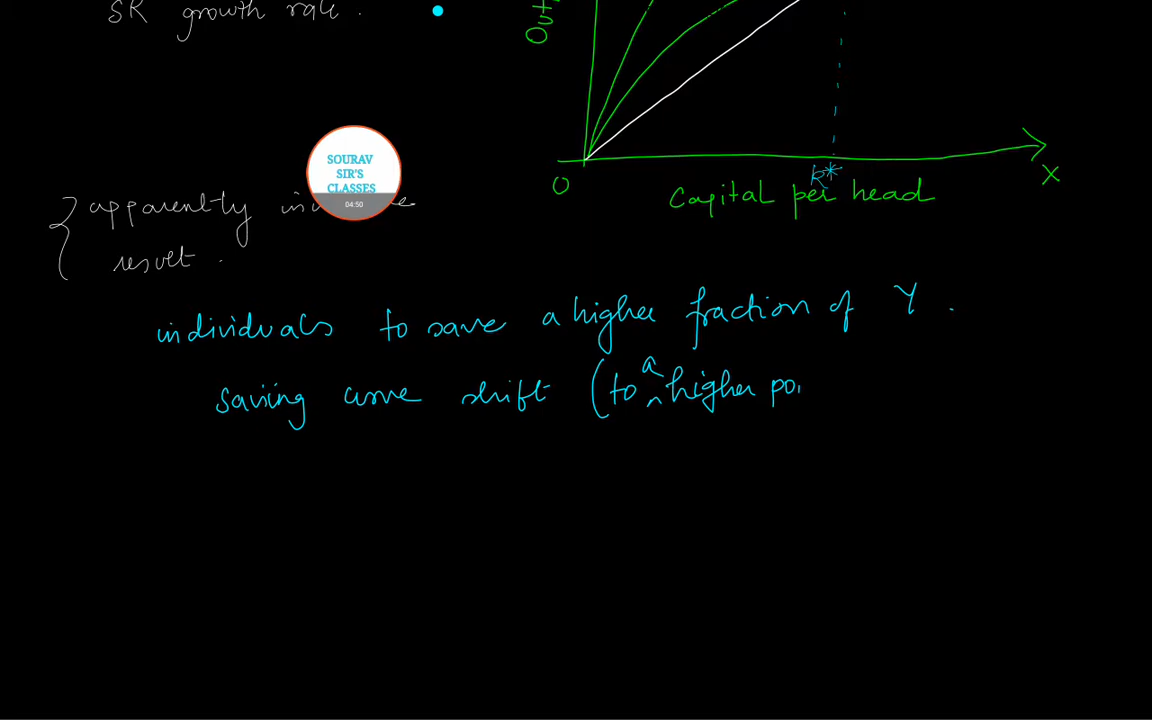 SR growth rate .
Out
SOURAV
SIR'S
CLASSES
04:50
O
k*
X
Capital per head
apparently
result .
individuals to save a higher fraction of Y .
saving curve shift (to a higher po